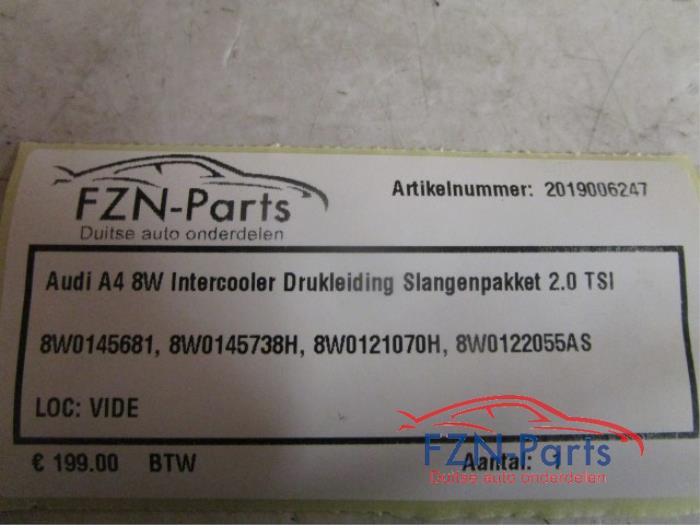 FZN-Parts
Duitse auto onderdelen
Artikelnummer: 2019006247
Audi A4 8W Intercooler Drukleiding Slangenpakket 2.0 TSI
8W0145681, 8W0145738H, 8W0121070H, 8W0122055AS
LOC: VIDE
€ 199.00 BTW
Aantal: 1
FZN-Parts
Duitse auto onderdelen